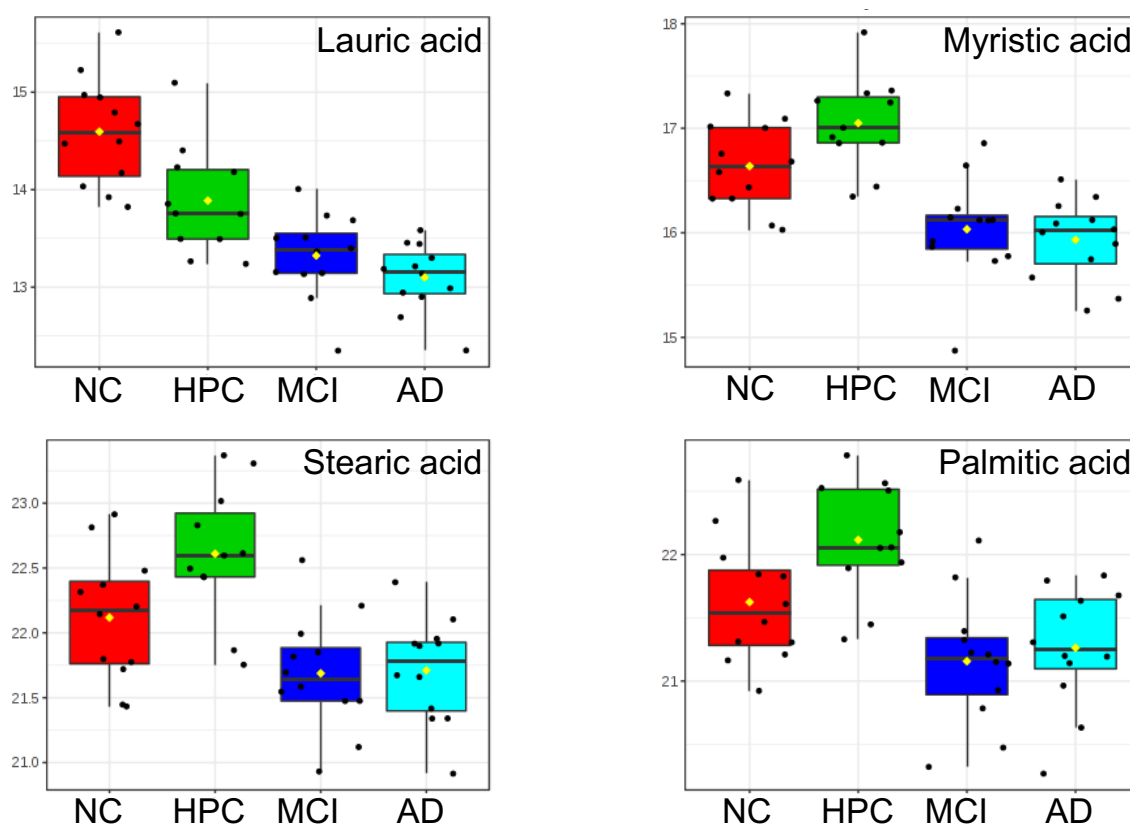 Lauric acid
15
14
13
NC HPC MCI AD
Myristic acid
18
17
16
15
NC HPC MCI AD
Stearic acid
23.0
22.5
22.0
21.5
21.0
NC HPC MCI AD
Palmitic acid
22
21
NC HPC MCI AD